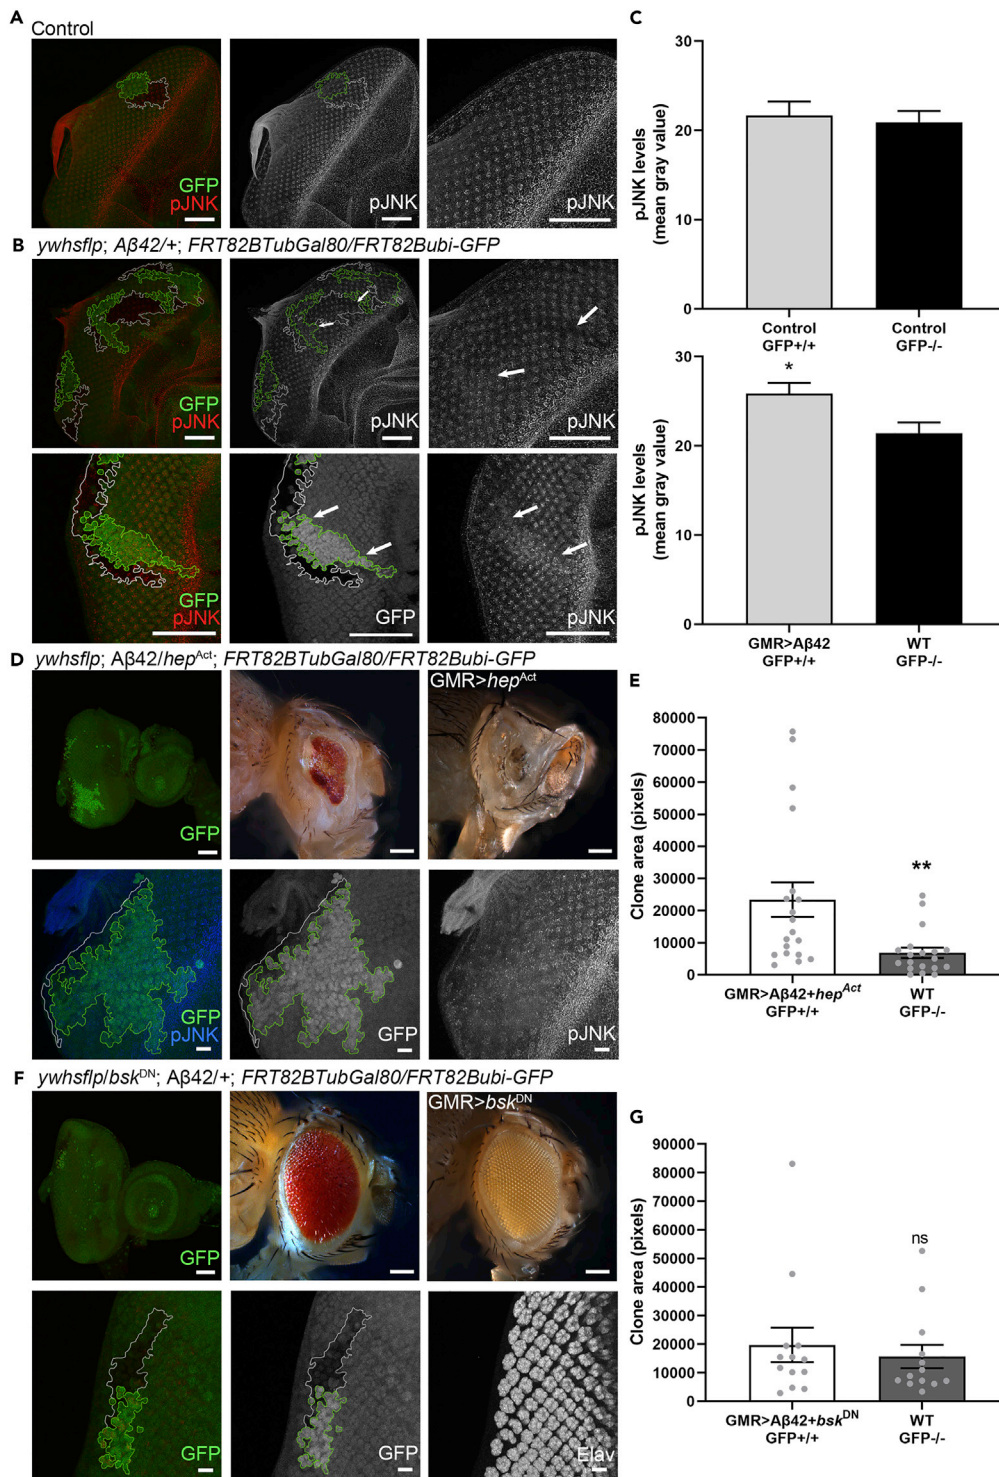 A
Control
GFP
pJNK
pJNK
pJNK
B
ywhsflp; Aβ42/+; FRT82BTubGal80/FRT82Bubi-GFP
GFP
pJNK
pJNK
pJNK
GFP
pJNK
GFP
pJNK
C
30
20
10
0
pJNK levels
(mean gray value)
Control
GFP+/+
Control
GFP-/-
30
20
10
0
pJNK levels
(mean gray value)
*
GMR>Aβ42
GFP+/+
WT
GFP-/-
D
ywhsflp; Aβ42/hepAct; FRT82BTubGal80/FRT82Bubi-GFP
GFP
GMR>hepAct
GFP
pJNK
GFP
pJNK
E
80000
70000
60000
50000
40000
30000
20000
10000
0
Clone area (pixels)
**
GMR>Aβ42+hepAct
GFP+/+
WT
GFP-/-
F
ywhsflp/bskDN; Aβ42/+; FRT82BTubGal80/FRT82Bubi-GFP
GFP
GMR>bskDN
GFP
GFP
Elav
G
90000
80000
70000
60000
50000
40000
30000
20000
10000
0
Clone area (pixels)
ns
GMR>Aβ42+bskDN
GFP+/+
WT
GFP-/-